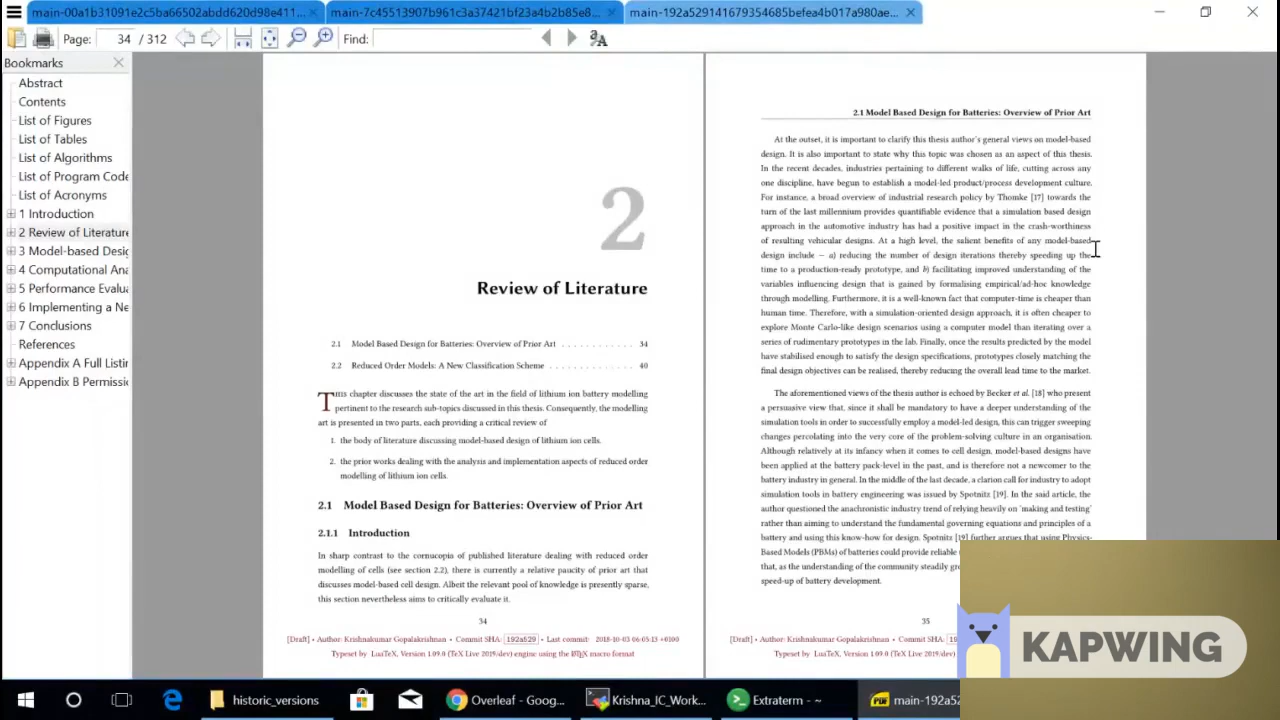 main-00a1b31091e2c5ba66502abdd620d98e411...
main-7c45513907b961c3a37421bf23a4b2b85e8...
main-192a529141679354685befea4b017a980ae...
Page: 34 / 312
Find:
Bookmarks
Abstract
Contents
List of Figures
List of Tables
List of Algorithms
List of Program Code
List of Acronyms
1 Introduction
2 Review of Literature
3 Model-based Desig
4 Computational Ana
5 Performance Evalua
6 Implementing a Ne
7 Conclusions
References
Appendix A Full Listin
Appendix B Permissic
2
Review of Literature
2.1 Model Based Design for Batteries: Overview of Prior Art . . . . . . . . . . . . 34
2.2 Reduced Order Models: A New Classification Scheme . . . . . . . . . . . . . . 40
This chapter discusses the state of the art in the field of lithium ion battery modelling
pertinent to the research sub-topics discussed in this thesis. Consequently, the modelling
art is presented in two parts, each providing a critical review of
1. the body of literature discussing model-based design of lithium ion cells.
2. the prior works dealing with the analysis and implementation aspects of reduced order
modelling of lithium ion cells.
2.1 Model Based Design for Batteries: Overview of Prior Art
2.1.1 Introduction
In sharp contrast to the cornucopia of published literature dealing with reduced order
modelling of cells (see section 2.2), there is currently a relative paucity of prior art that
discusses model-based cell design. Albeit the relevant pool of knowledge is presently sparse,
this section nevertheless aims to critically evaluate it.
34
[Draft] • Author: Krishnakumar Gopalakrishnan • Commit SHA: 192a529 • Last commit: 2018-10-03 06:05:13 +0100
Typeset by LuaTeX, Version 1.09.0 (TeX Live 2019/dev) engine using the LATEX macro format
2.1 Model Based Design for Batteries: Overview of Prior Art
At the outset, it is important to clarify this thesis author's general views on model-based
design. It is also important to state why this topic was chosen as an aspect of this thesis.
In the recent decades, industries pertaining to different walks of life, cutting across any
one discipline, have begun to establish a model-led product/process development culture.
For instance, a broad overview of industrial research policy by Thomke [17] towards the
turn of the last millennium provides quantifiable evidence that a simulation based design
approach in the automotive industry has had a positive impact in the crash-worthiness
of resulting vehicular designs. At a high level, the salient benefits of any model-based
design include – a) reducing the number of design iterations thereby speeding up the
time to a production-ready prototype, and b) facilitating improved understanding of the
variables influencing design that is gained by formalising empirical/ad-hoc knowledge
through modelling. Furthermore, it is a well-known fact that computer-time is cheaper than
human time. Therefore, with a simulation-oriented design approach, it is often cheaper to
explore Monte Carlo-like design scenarios using a computer model than iterating over a
series of rudimentary prototypes in the lab. Finally, once the results predicted by the model
have stabilised enough to satisfy the design specifications, prototypes closely matching the
final design objectives can be realised, thereby reducing the overall lead time to the market.
The aforementioned views of the thesis author is echoed by Becker et al. [18] who present
a persuasive view that, since it shall be mandatory to have a deeper understanding of the
simulation tools in order to successfully employ a model-led design, this can trigger sweeping
changes percolating into the very core of the problem-solving culture in an organisation.
Although relatively at its infancy when it comes to cell design, model-based designs have
been applied at the battery pack-level in the past, and is therefore not a newcomer to the
battery industry in general. In the middle of the last decade, a clarion call for industry to adopt
simulation tools in battery engineering was issued by Spotnitz [19]. In the said article, the
author questioned the anachronistic industry trend of relying heavily on 'making and testing'
rather than aiming to understand the fundamental governing equations and principles of a
battery and using this know-how for design. Spotnitz [19] further argues that using Physics-
Based Models (PBMs) of batteries could provide reliable
that, as the understanding of the community steadily gr
speed-up of battery development.
35
[Draft] • Author: Krishnakumar Gopalakrishnan • Commit SHA: 19
Typeset by LuaTeX, Version 1.09.0 (TeX Live 2019/dev) e
KAPWING
historic_versions
Overleaf - Goog...
Krishna_IC_Work...
Extraterm - ~
main-192a52